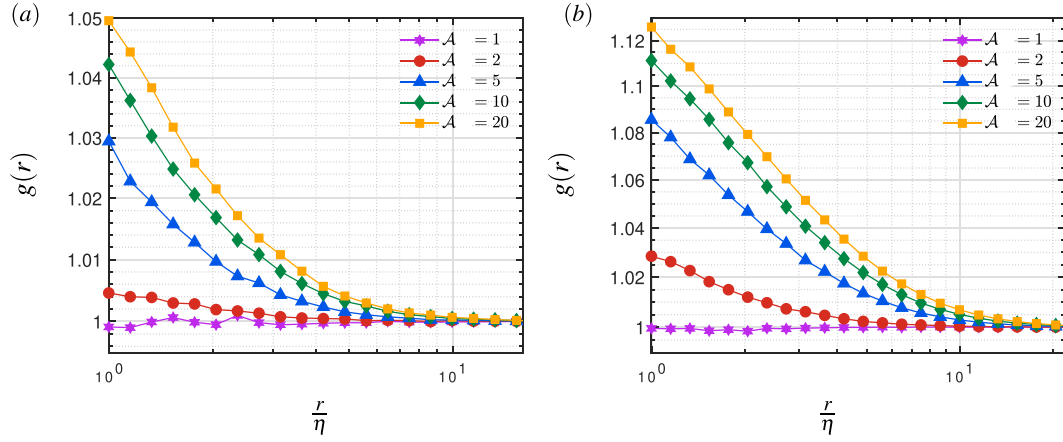 (a)
1.05
1.04
1.03
1.02
1.01
1
g(r)
10^0
10^1
r/η
𝒜 = 1
𝒜 = 2
𝒜 = 5
𝒜 = 10
𝒜 = 20
(b)
1.12
1.1
1.08
1.06
1.04
1.02
1
g(r)
10^0
10^1
r/η
𝒜 = 1
𝒜 = 2
𝒜 = 5
𝒜 = 10
𝒜 = 20